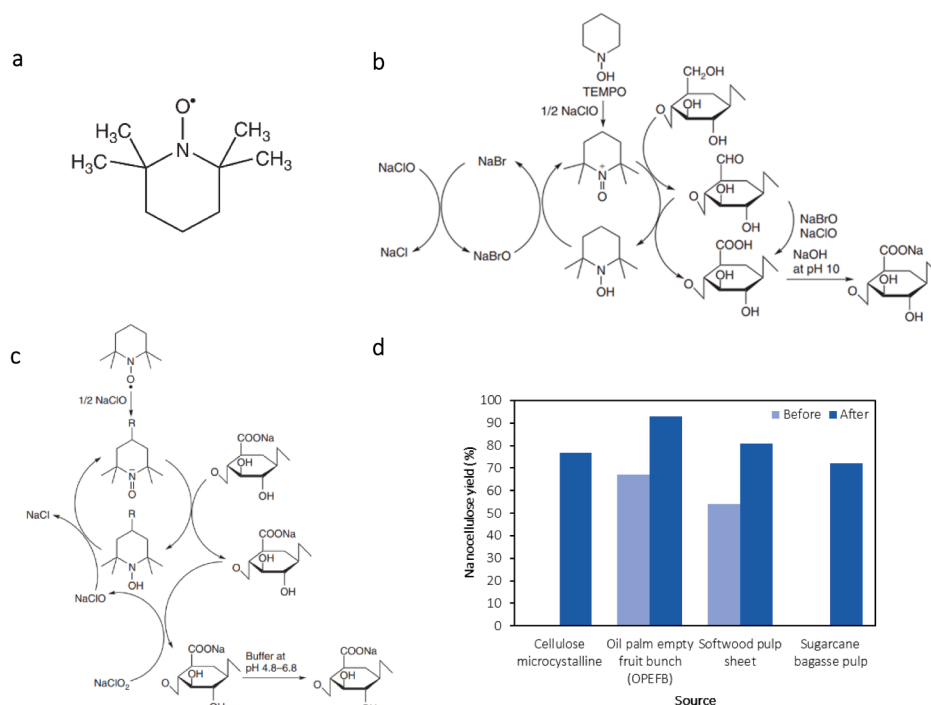 a
O•
H₃C
CH₃
N
H₃C
CH₃
b
N
OH
TEMPO
1/2 NaClO
CH₂OH
OH
O
OH
NaClO
NaBr
N
+
O
CHO
OH
O
OH
NaBrO
NaClO
NaCl
NaBrO
N
OH
COOH
OH
O
OH
NaOH
at pH 10
COONa
OH
O
OH
c
N
O
•
1/2 NaClO
R
N
–
O
COONa
OH
O
OH
NaCl
R
N
OH
COONa
OH
O
OH
NaClO
NaClO₂
COONa
OH
O
OH
Buffer at
pH 4.8–6.8
COONa
OH
O
OH
d
Nanocellulose yield (%)
100
90
80
70
60
50
40
30
20
10
0
Before After
Cellulose
microcystalline
Oil palm empty
fruit bunch
(OPEFB)
Softwood pulp
sheet
Sugarcane
bagasse pulp
Source